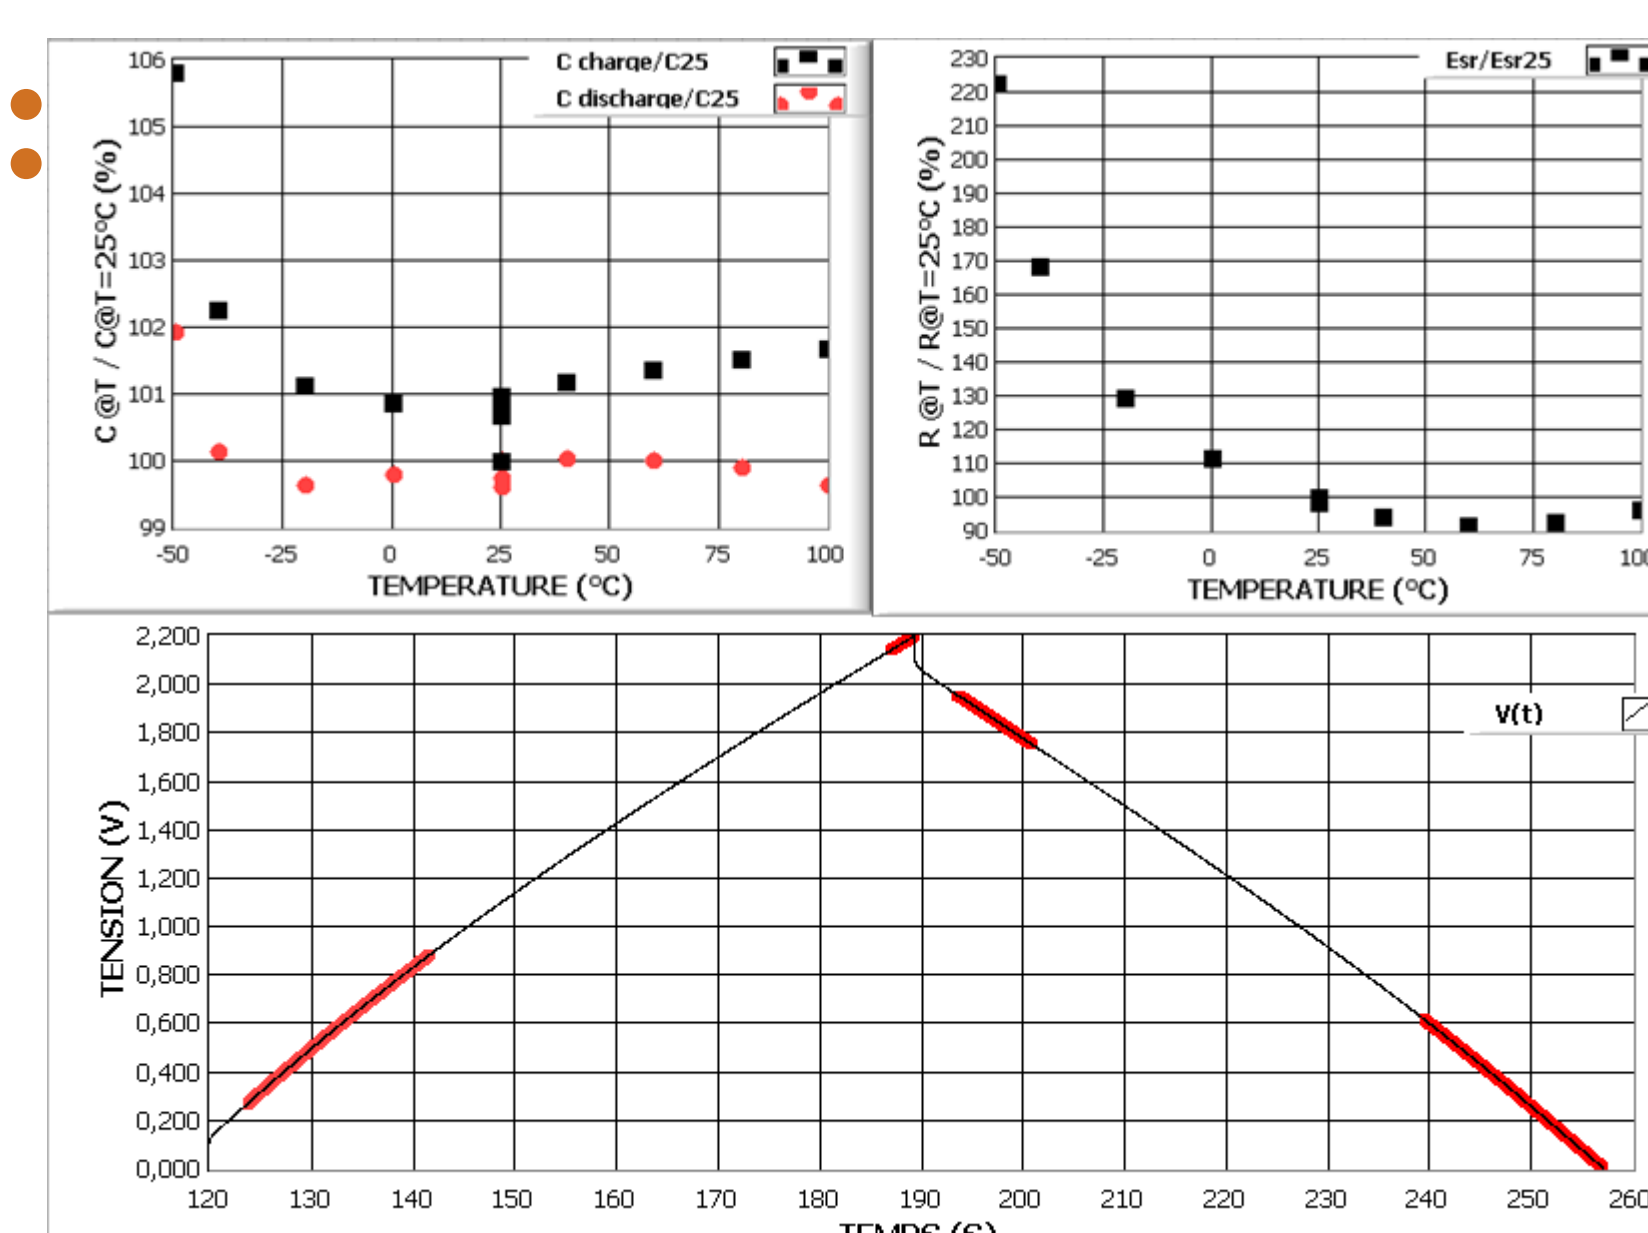 C charge/C25
C discharge/C25
106
105
104
103
102
101
100
99
C @T / C@T=25°C (%)
-50 -25 0 25 50 75 100
TEMPERATURE (°C)
Esr/Esr25
230
220
210
200
190
180
170
160
150
140
130
120
110
100
90
R @T / R@T=25°C (%)
-50 -25 0 25 50 75 100
TEMPERATURE (°C)
2,200
2,000
1,800
1,600
1,400
1,200
1,000
0,800
0,600
0,400
0,200
0,000
TENSION (V)
V(t)
120 130 140 150 160 170 180 190 200 210 220 230 240 250 260
TEMPS (S)